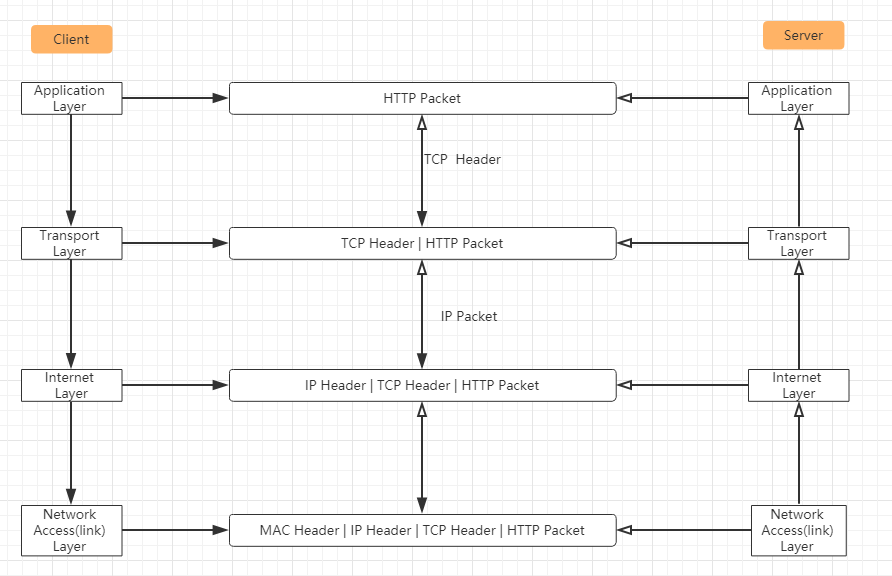 Client
Server
Application
Layer
HTTP Packet
Application
Layer
TCP Header
Transport
Layer
TCP Header | HTTP Packet
Transport
Layer
IP Packet
Internet
Layer
IP Header | TCP Header | HTTP Packet
Internet
Layer
Network
Access(link)
Layer
MAC Header | IP Header | TCP Header | HTTP Packet
Network
Access(link)
Layer